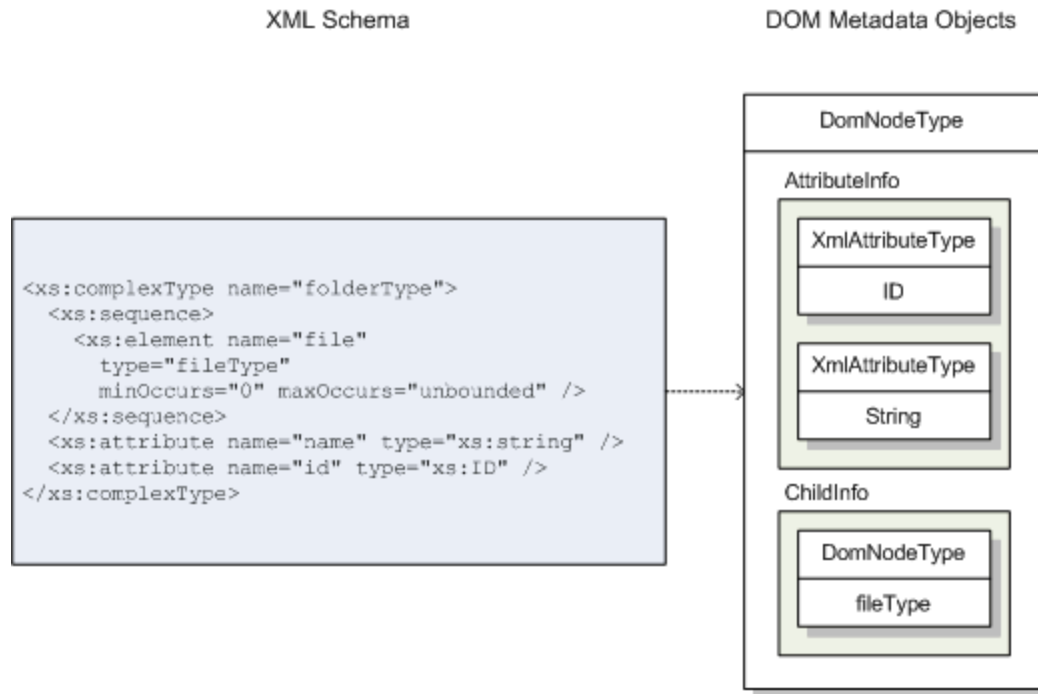 XML Schema
DOM Metadata Objects
<xs:complexType name="folderType">
<xs:sequence>
<xs:element name="file"
type="fileType"
minOccurs="0" maxOccurs="unbounded" />
</xs:sequence>
<xs:attribute name="name" type="xs:string" />
<xs:attribute name="id" type="xs:ID" />
</xs:complexType>
DomNodeType
AttributeInfo
XmlAttributeType
ID
XmlAttributeType
String
ChildInfo
DomNodeType
fileType